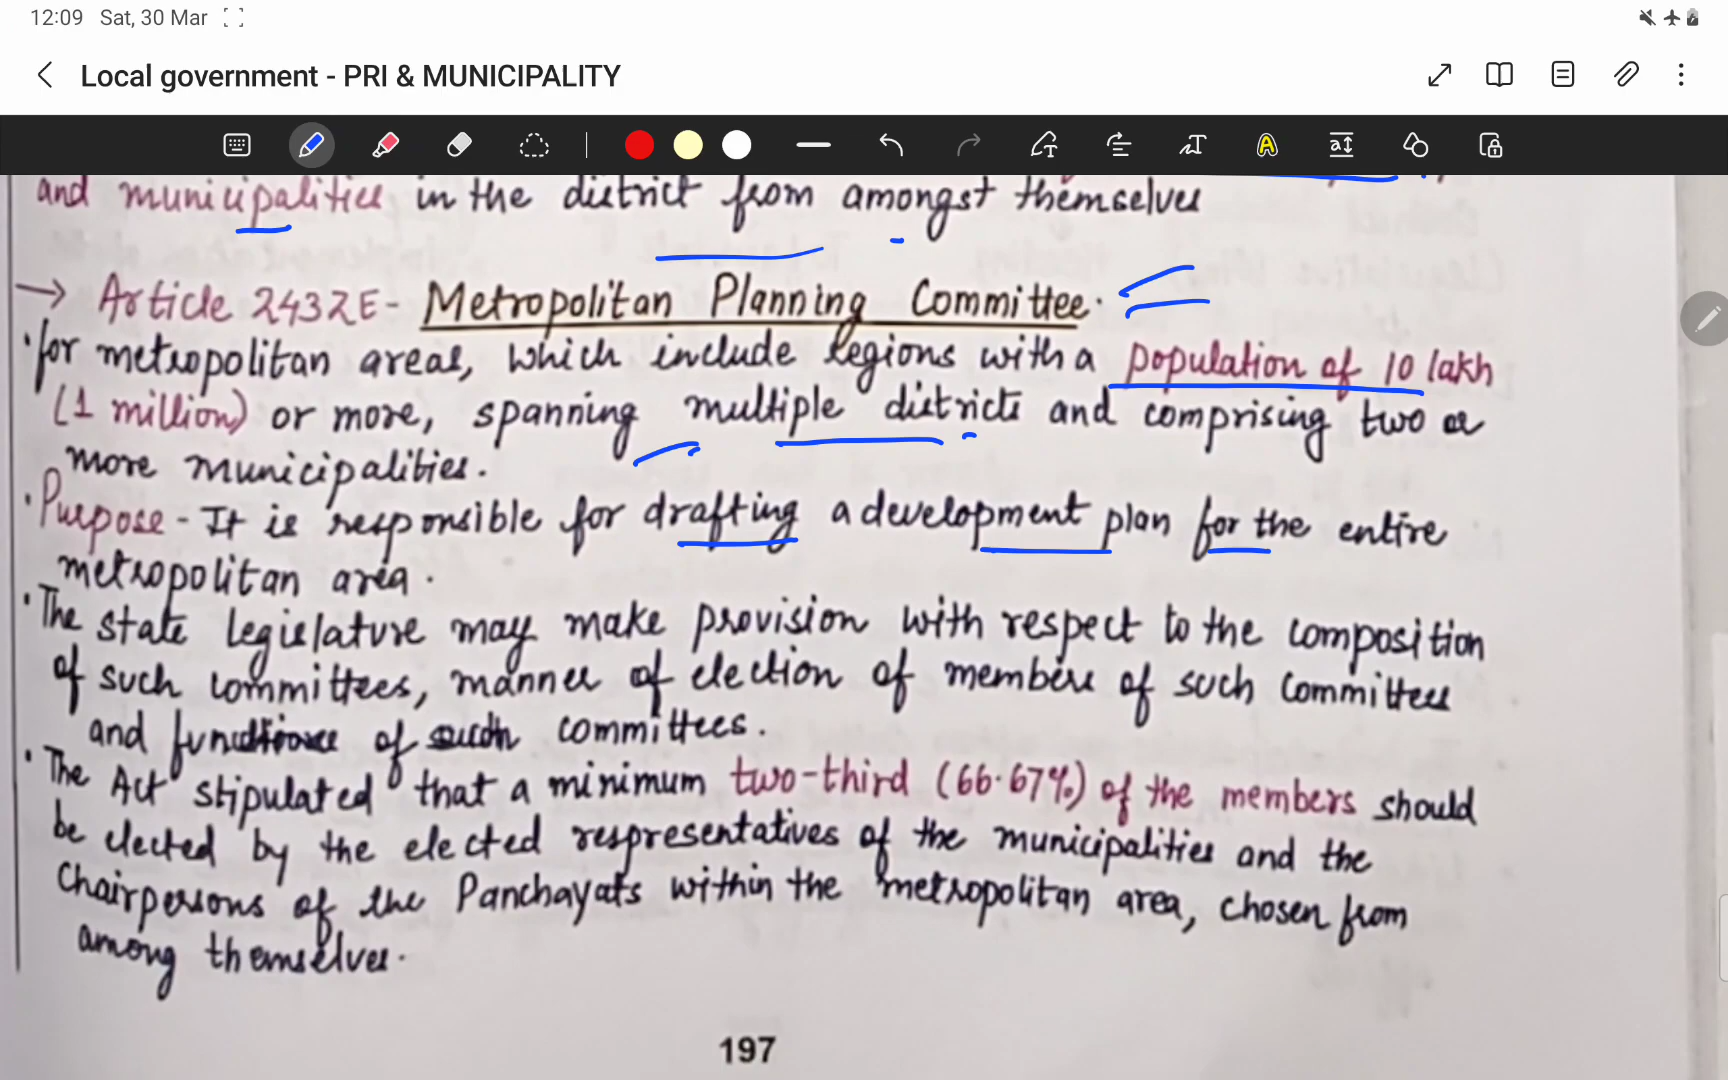 12:09 Sat, 30 Mar
Local government - PRI & MUNICIPALITY
and municipalities in the district from amongst themselves
→ Article 243ZE - Metropolitan Planning Committee.
· for metropolitan areas, which include regions with a population of 10 lakh
(1 million) or more, spanning multiple districts and comprising two or
more municipalities.
· Purpose - It is responsible for drafting a development plan for the entire
metropolitan area.
· The state legislature may make provision with respect to the composition
of such committees, manner of election of members of such committees
and functions of such committees.
· The Act stipulated that a minimum two-third (66.67%) of the members should
be elected by the elected respresentatives of the municipalities and the
Chairpersons of the Panchayats within the metropolitan area, chosen from
among themselves.
197